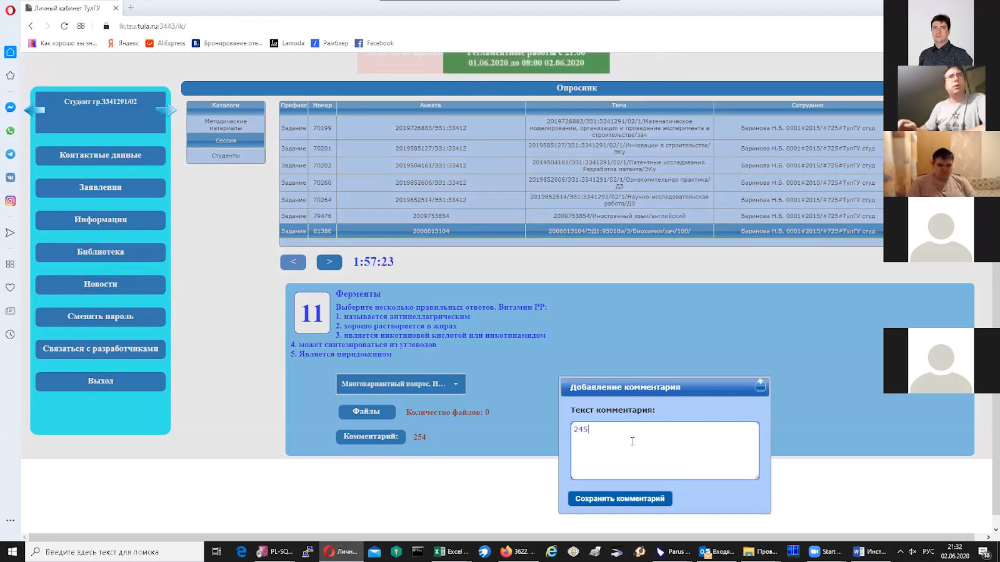 Личный кабинет ТулГУ
lk.tsu.tula.ru:3443/lk/
Как хорошо вы зн...
Яндекс
AliExpress
Бронирование оте...
Lamoda
Рамблер
Facebook
Регламентные работы с 21:00
01.06.2020 до 08:00 02.06.2020
Студент гр.3341291/02
Контактные данные
Заявления
Информация
Библиотека
Новости
Сменить пароль
Связаться с разработчиками
Выход
Опросник
Каталоги
Методические
материалы
Сессия
Студенты
Префикс Номер Анкета Тема Сотрудник
Задание 70199 2019726883/ЭЗ1:33412 2019726883/ЭЗ1:3341291/02/1/Математическое
моделирование, организация и проведение эксперимента в
строительстве/зач Баринова Н.Б. 0001#2015/#725#ТулГУ студ
Задание 70201 2019585127/ЭЗ1:33412 2019585127/ЭЗ1:3341291/02/1/Инновации в строительстве/
ЭКу Баринова Н.Б. 0001#2015/#725#ТулГУ студ
Задание 70202 2019504161/ЭЗ1:33412 2019504161/ЭЗ1:3341291/02/1/Патентные исследования.
Разработка патента/ЭКу Баринова Н.Б. 0001#2015/#725#ТулГУ студ
Задание 70260 2019852606/ЭЗ1:33412 2019852606/ЭЗ1:3341291/02/1/Ознакомительная практика/
ДЗ Баринова Н.Б. 0001#2015/#725#ТулГУ студ
Задание 70264 2019852514/ЭЗ1:33412 2019852514/ЭЗ1:3341291/02/1/Научно-исследовательская
работа/ДЗ Баринова Н.Б. 0001#2015/#725#ТулГУ студ
Задание 79476 2009753854 2009753854/Иностранный язык/английский Баринова Н.Б. 0001#2015/#725#ТулГУ студ
Задание 81380 2006013104 2006013104/ЭД1:93018и/3/Биохимия/зач/100/ Баринова Н.Б. 0001#2015/#725#ТулГУ студ
< > 1:57:23
11
Ферменты
Выберите несколько правильных ответов. Витамин РР:
1. называется антипеллагрическим
2. хорошо растворяется в жирах
3. является никотиновой кислотой или никотинамидом
4. может синтезироваться из углеводов
5. Является пиридоксином
Многовариантный вопрос. Н...
Файлы Количество файлов: 0
Комментарий: 254
Добавление комментария
Текст комментария:
245
Сохранить комментарий
Введите здесь текст для поиска
PL-SQ...
Личн...
Excel ...
3622. ...
Parus ...
Входя...
Пров...
Start ...
Инст...
РУС
21:32
02.06.2020
18